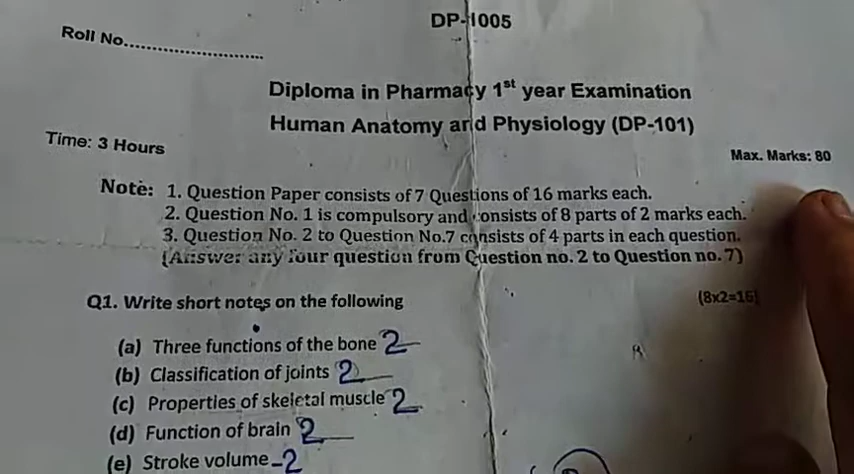 DP-1005
Roll No..............................
Diploma in Pharmacy 1st year Examination
Human Anatomy and Physiology (DP-101)
Time: 3 Hours
Max. Marks: 80
Note: 1. Question Paper consists of 7 Questions of 16 marks each.
2. Question No. 1 is compulsory and consists of 8 parts of 2 marks each.
3. Question No. 2 to Question No.7 consists of 4 parts in each question.
(Answer any four question from Question no. 2 to Question no. 7)
Q1. Write short notes on the following (8x2=16)
(a) Three functions of the bone 2
(b) Classification of joints 2
(c) Properties of skeletal muscle 2
(d) Function of brain 2
(e) Stroke volume -2